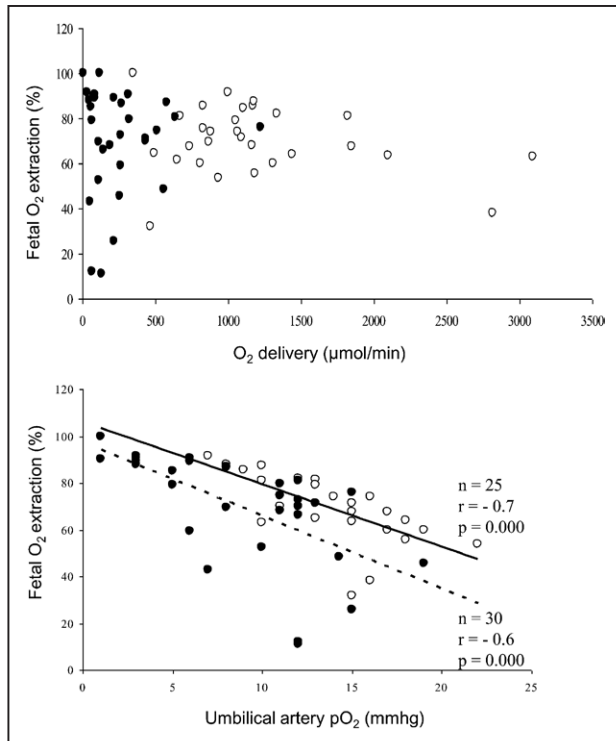 120
100
80
60
40
20
0
Fetal O₂ extraction (%)
0 500 1000 1500 2000 2500 3000 3500
O₂ delivery (µmol/min)
120
100
80
60
40
20
0
Fetal O₂ extraction (%)
n = 25
r = - 0.7
p = 0.000
n = 30
r = - 0.6
p = 0.000
0 5 10 15 20 25
Umbilical artery pO₂ (mmhg)